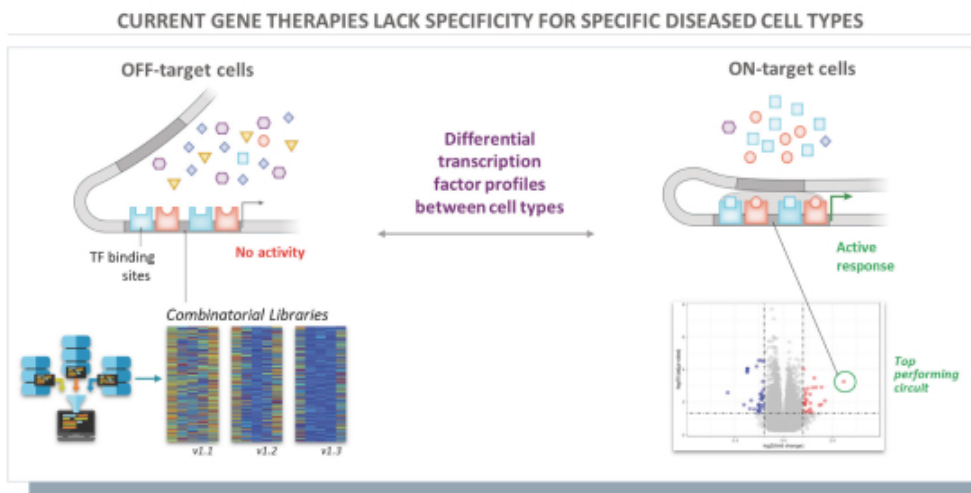 CURRENT GENE THERAPIES LACK SPECIFICITY FOR SPECIFIC DISEASED CELL TYPES
OFF-target cells
ON-target cells
Differential
transcription
factor profiles
between cell types
TF binding
sites
No activity
Active
response
Combinatorial Libraries
v1.1
v1.2
v1.3
Top
performing
circuit